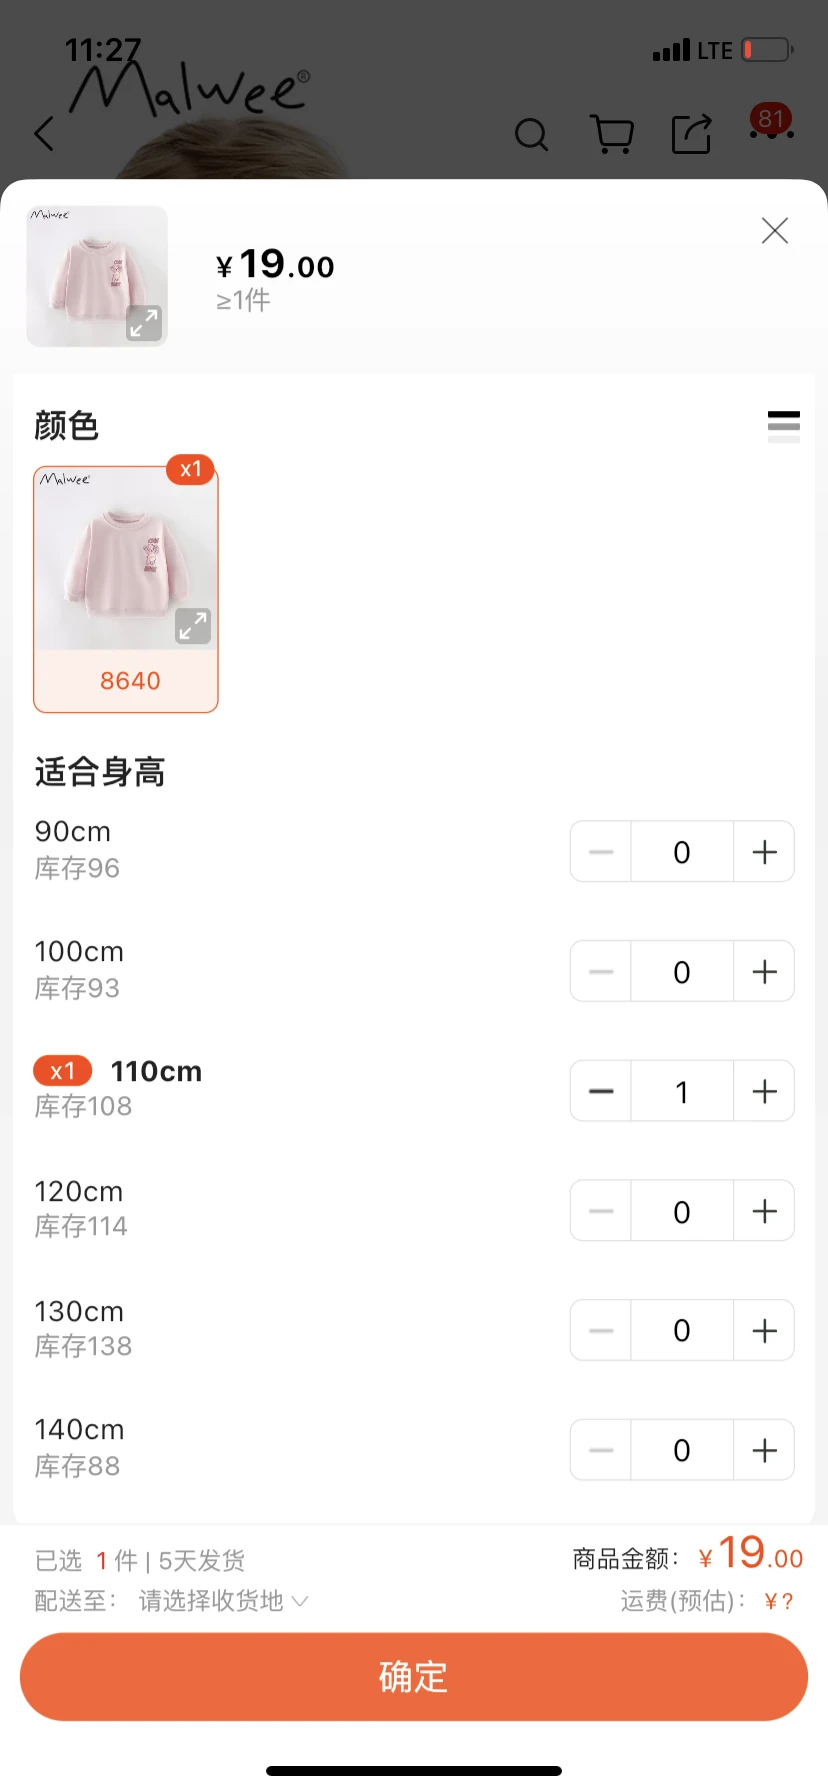 11:27
LTE
Malwee®
81
Malwee
¥19.00
≥1件
颜色
x1
Malwee
8640
适合身高
90cm
0
库存96
100cm
0
库存93
x1 110cm
1
库存108
120cm
0
库存114
130cm
0
库存138
140cm
0
库存88
已选 1 件 | 5天发货
商品金额: ¥19.00
配送至: 请选择收货地
运费(预估): ¥?
确定